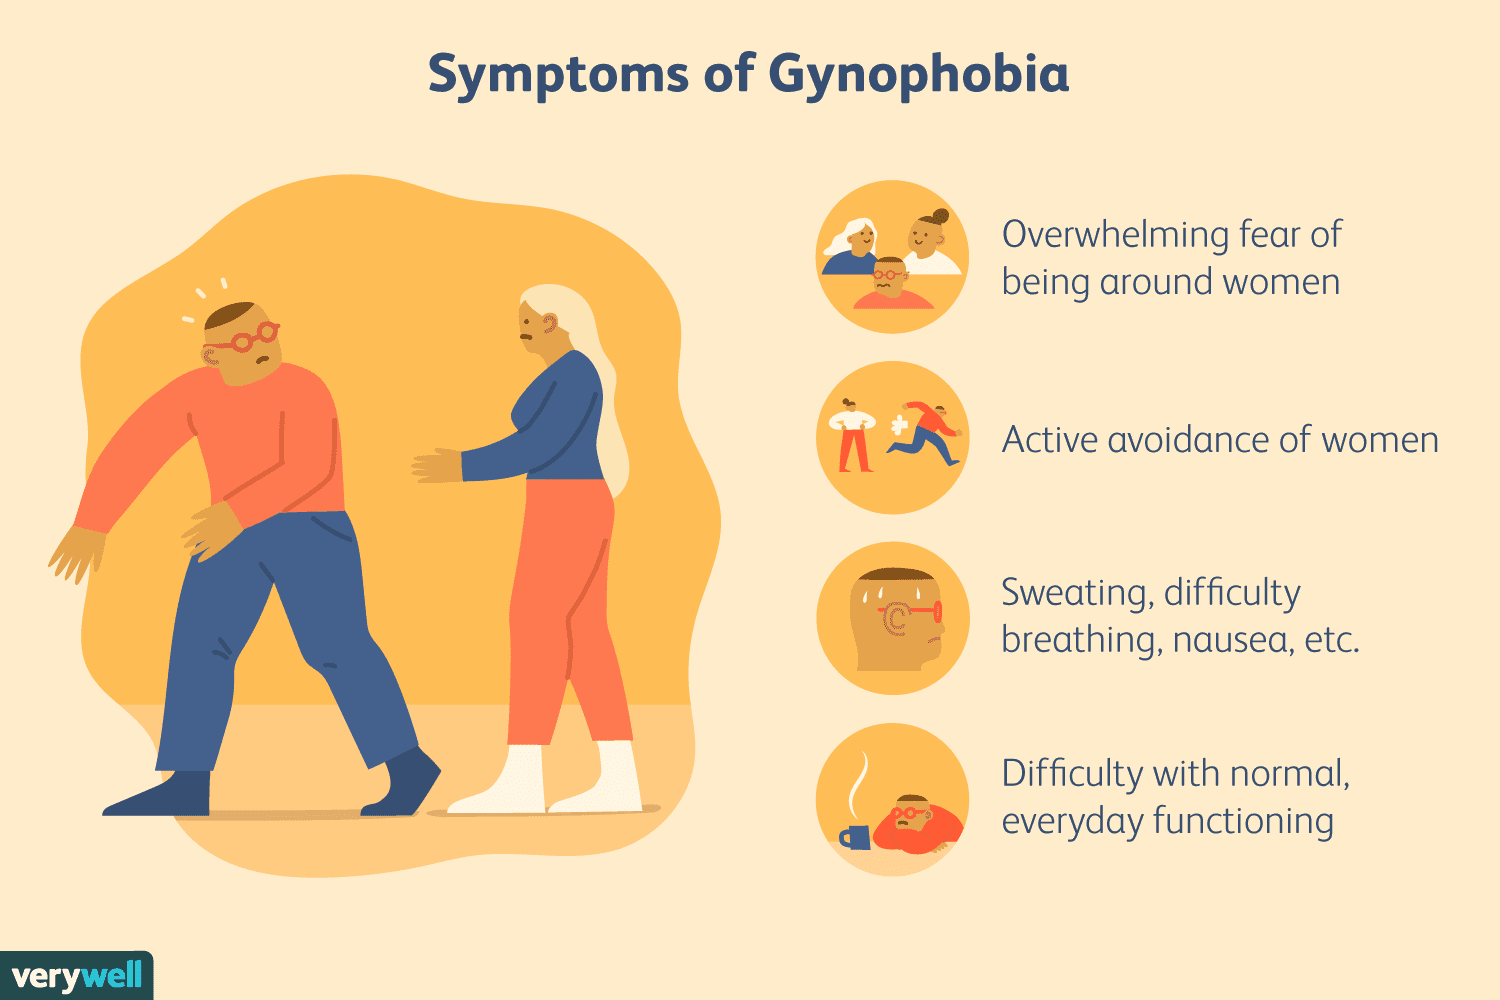 Symptoms of Gynophobia
Overwhelming fear of
being around women
Active avoidance of women
Sweating, difficulty
breathing, nausea, etc.
Difficulty with normal,
everyday functioning
verywell